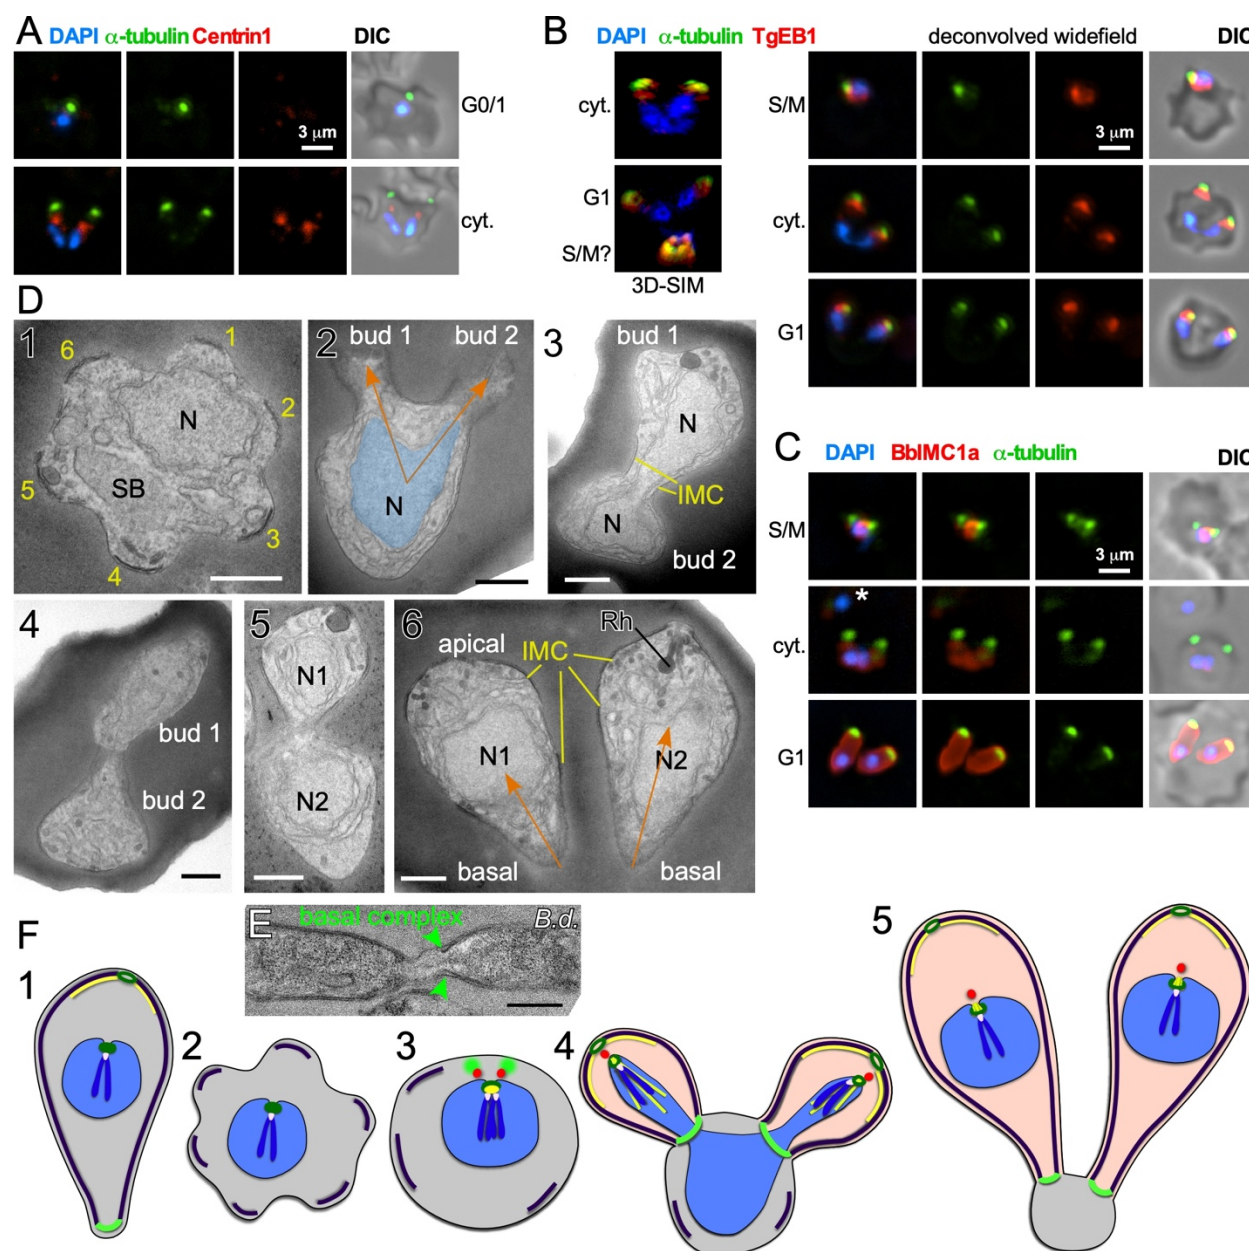 A DAPI α-tubulin Centrin1 DIC
G0/1
3 μm
cyt.
B DAPI α-tubulin TgEB1 deconvolved widefield DIC
cyt.
G1
S/M?
3D-SIM
S/M
3 μm
cyt.
G1
C DAPI BbIMC1a α-tubulin DIC
S/M
3 μm
cyt.
*
G1
D
1
1
2
3
4
5
6
N
SB
2
bud 1 bud 2
N
3
bud 1
N
IMC
N
bud 2
4
bud 1
bud 2
5
N1
N2
6
apical IMC Rh
N1 N2
basal basal
E basal complex B.d.
F
1
2
3
4
5